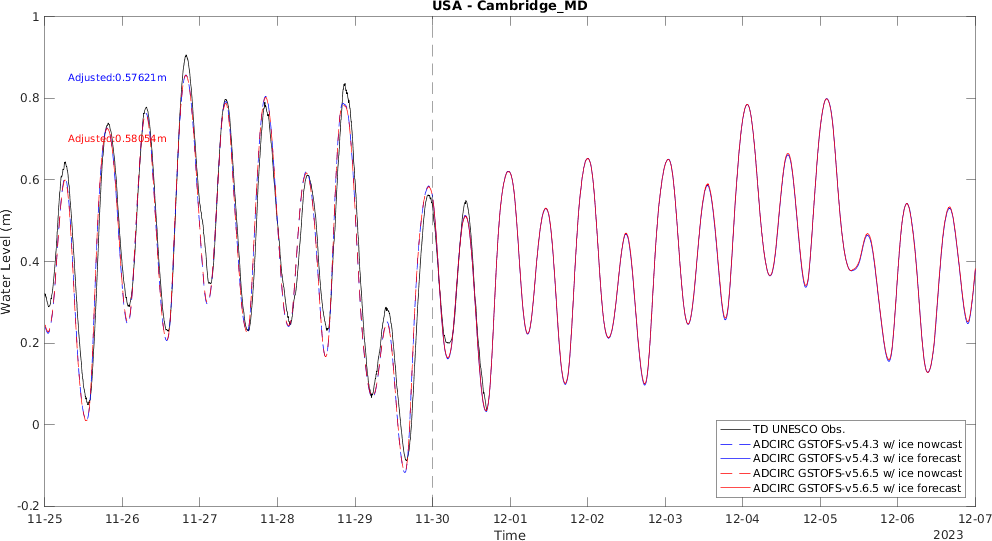 USA - Cambridge_MD
1
0.8
0.6
0.4
0.2
0
-0.2
Water Level (m)
Adjusted:0.57621m
Adjusted:0.58054m
TD UNESCO Obs.
ADCIRC GSTOFS-v5.4.3 w/ ice nowcast
ADCIRC GSTOFS-v5.4.3 w/ ice forecast
ADCIRC GSTOFS-v5.6.5 w/ ice nowcast
ADCIRC GSTOFS-v5.6.5 w/ ice forecast
11-25 11-26 11-27 11-28 11-29 11-30 12-01 12-02 12-03 12-04 12-05 12-06 12-07
Time
2023